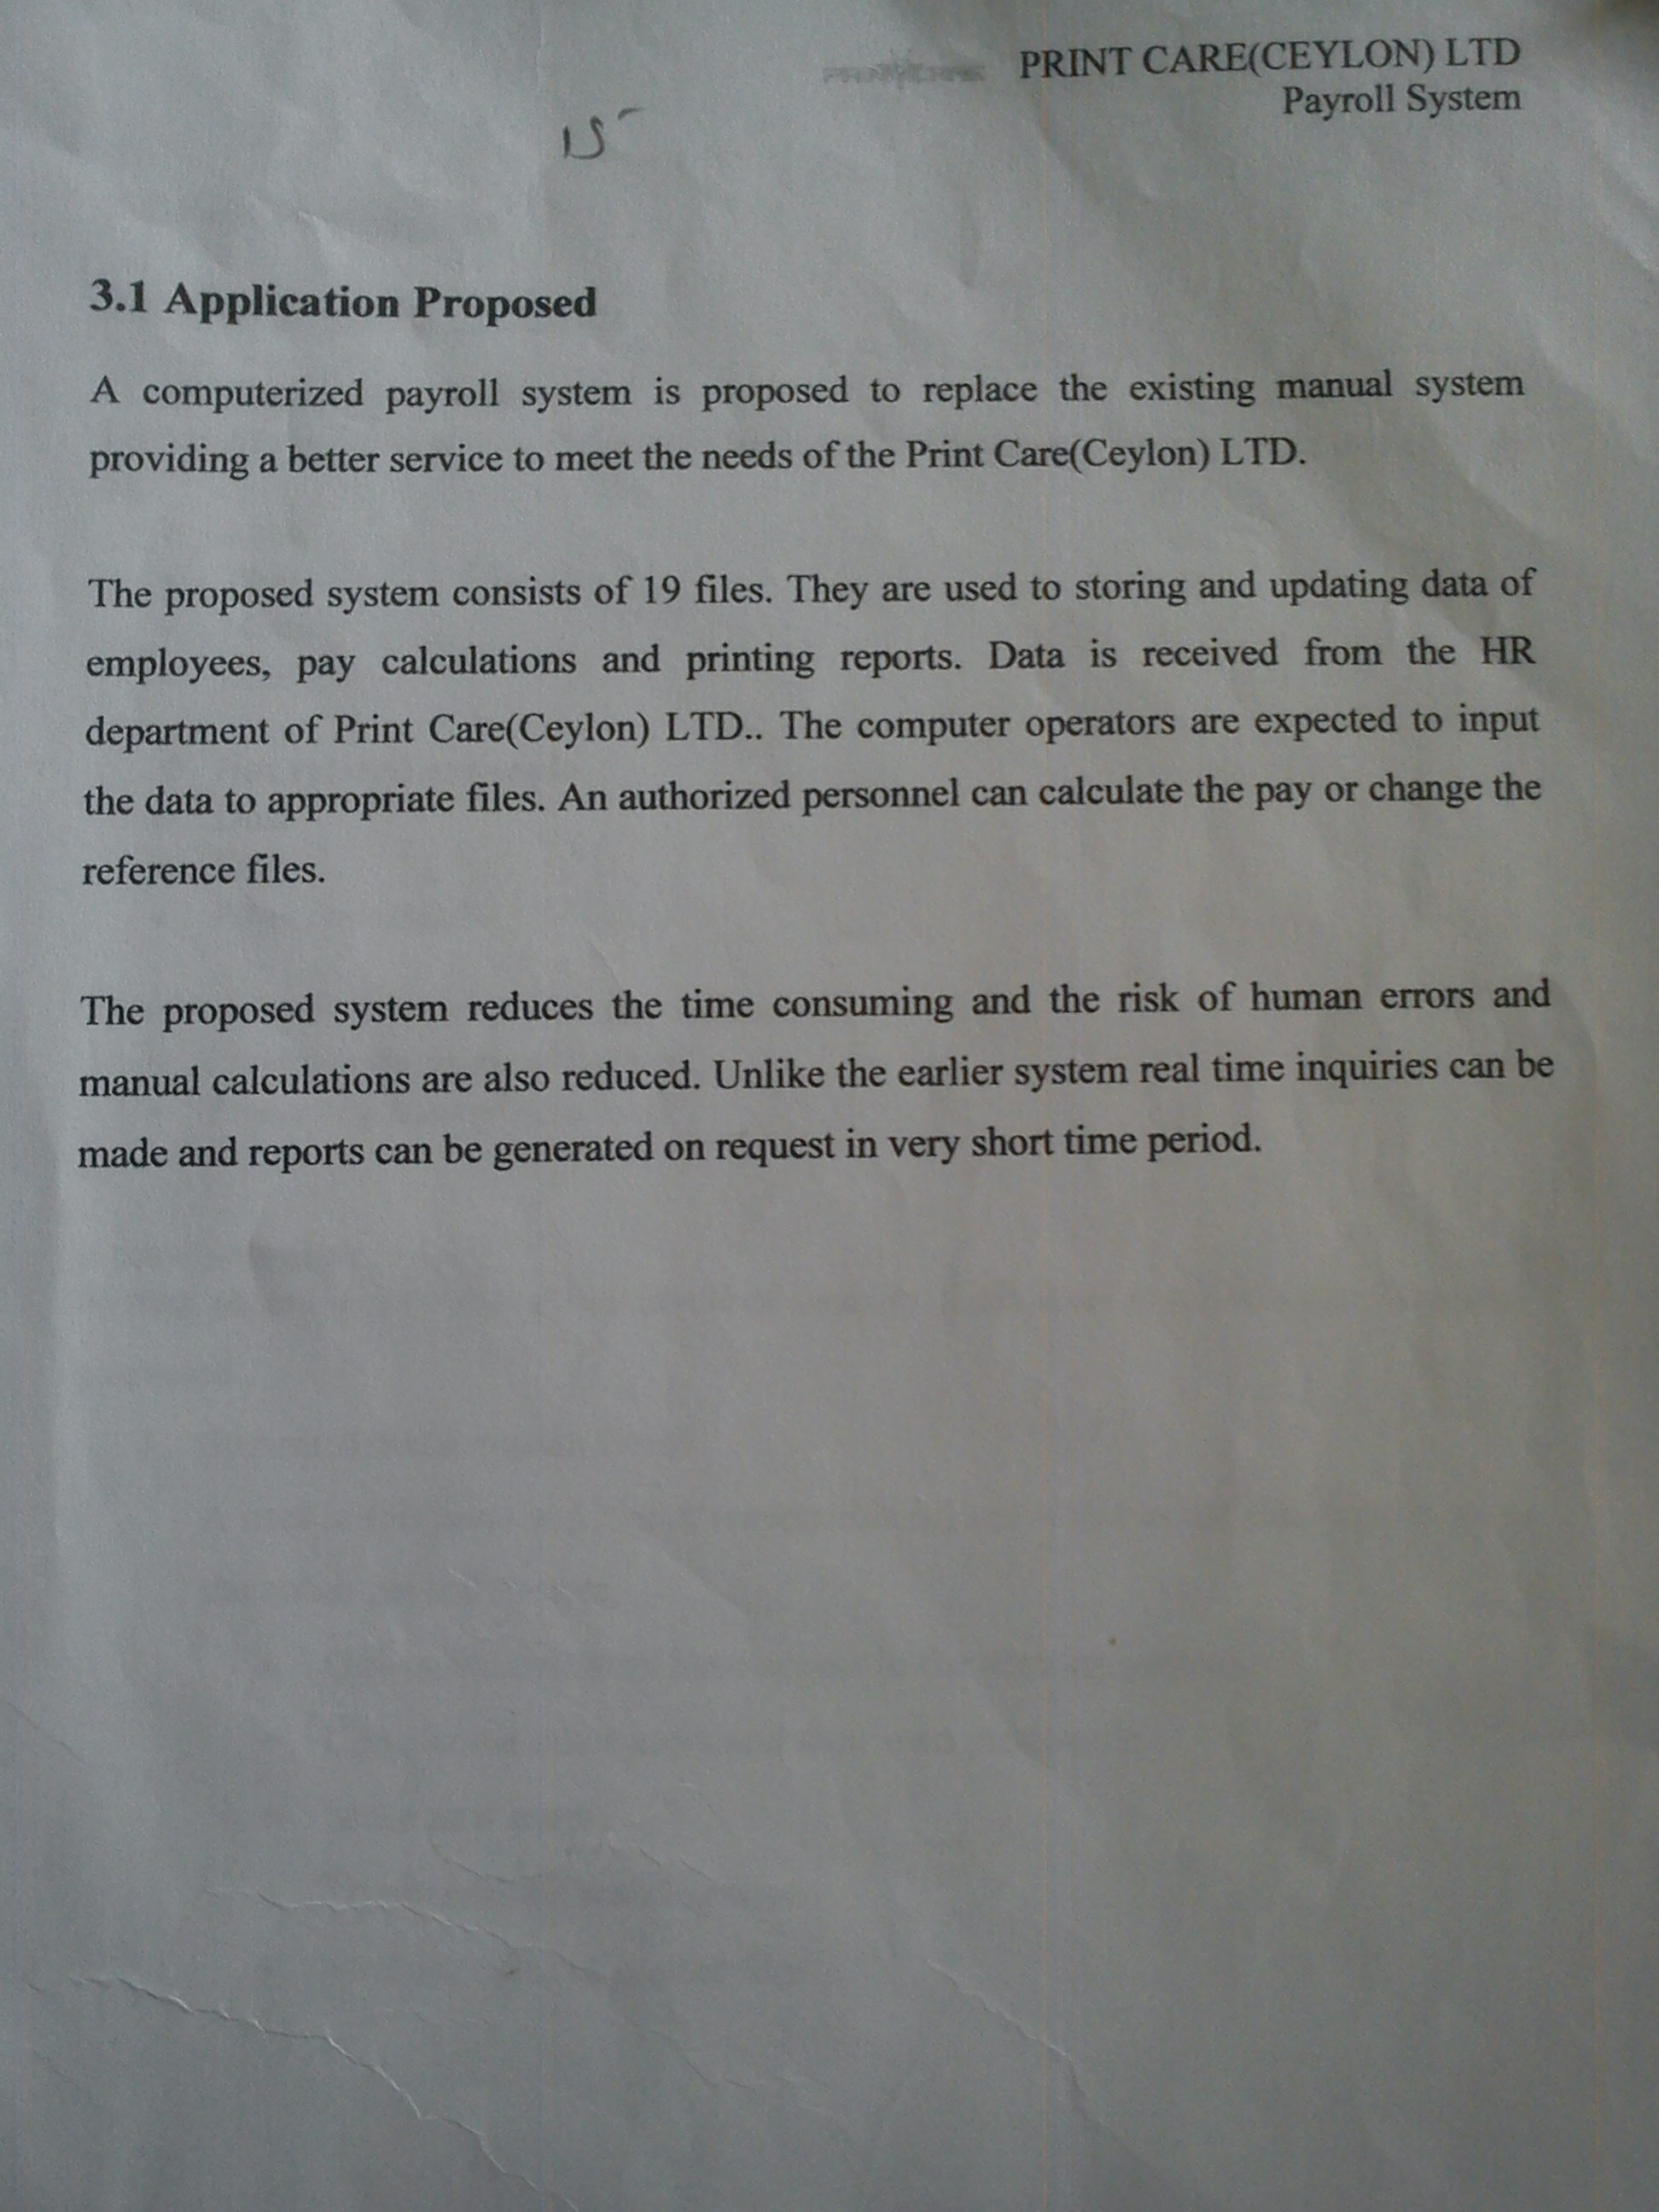 PRINT CARE(CEYLON) LTD
Payroll System
15
3.1 Application Proposed
A computerized payroll system is proposed to replace the existing manual system
providing a better service to meet the needs of the Print Care(Ceylon) LTD.
The proposed system consists of 19 files. They are used to storing and updating data of
employees, pay calculations and printing reports. Data is received from the HR
department of Print Care(Ceylon) LTD.. The computer operators are expected to input
the data to appropriate files. An authorized personnel can calculate the pay or change the
reference files.
The proposed system reduces the time consuming and the risk of human errors and
manual calculations are also reduced. Unlike the earlier system real time inquiries can be
made and reports can be generated on request in very short time period.